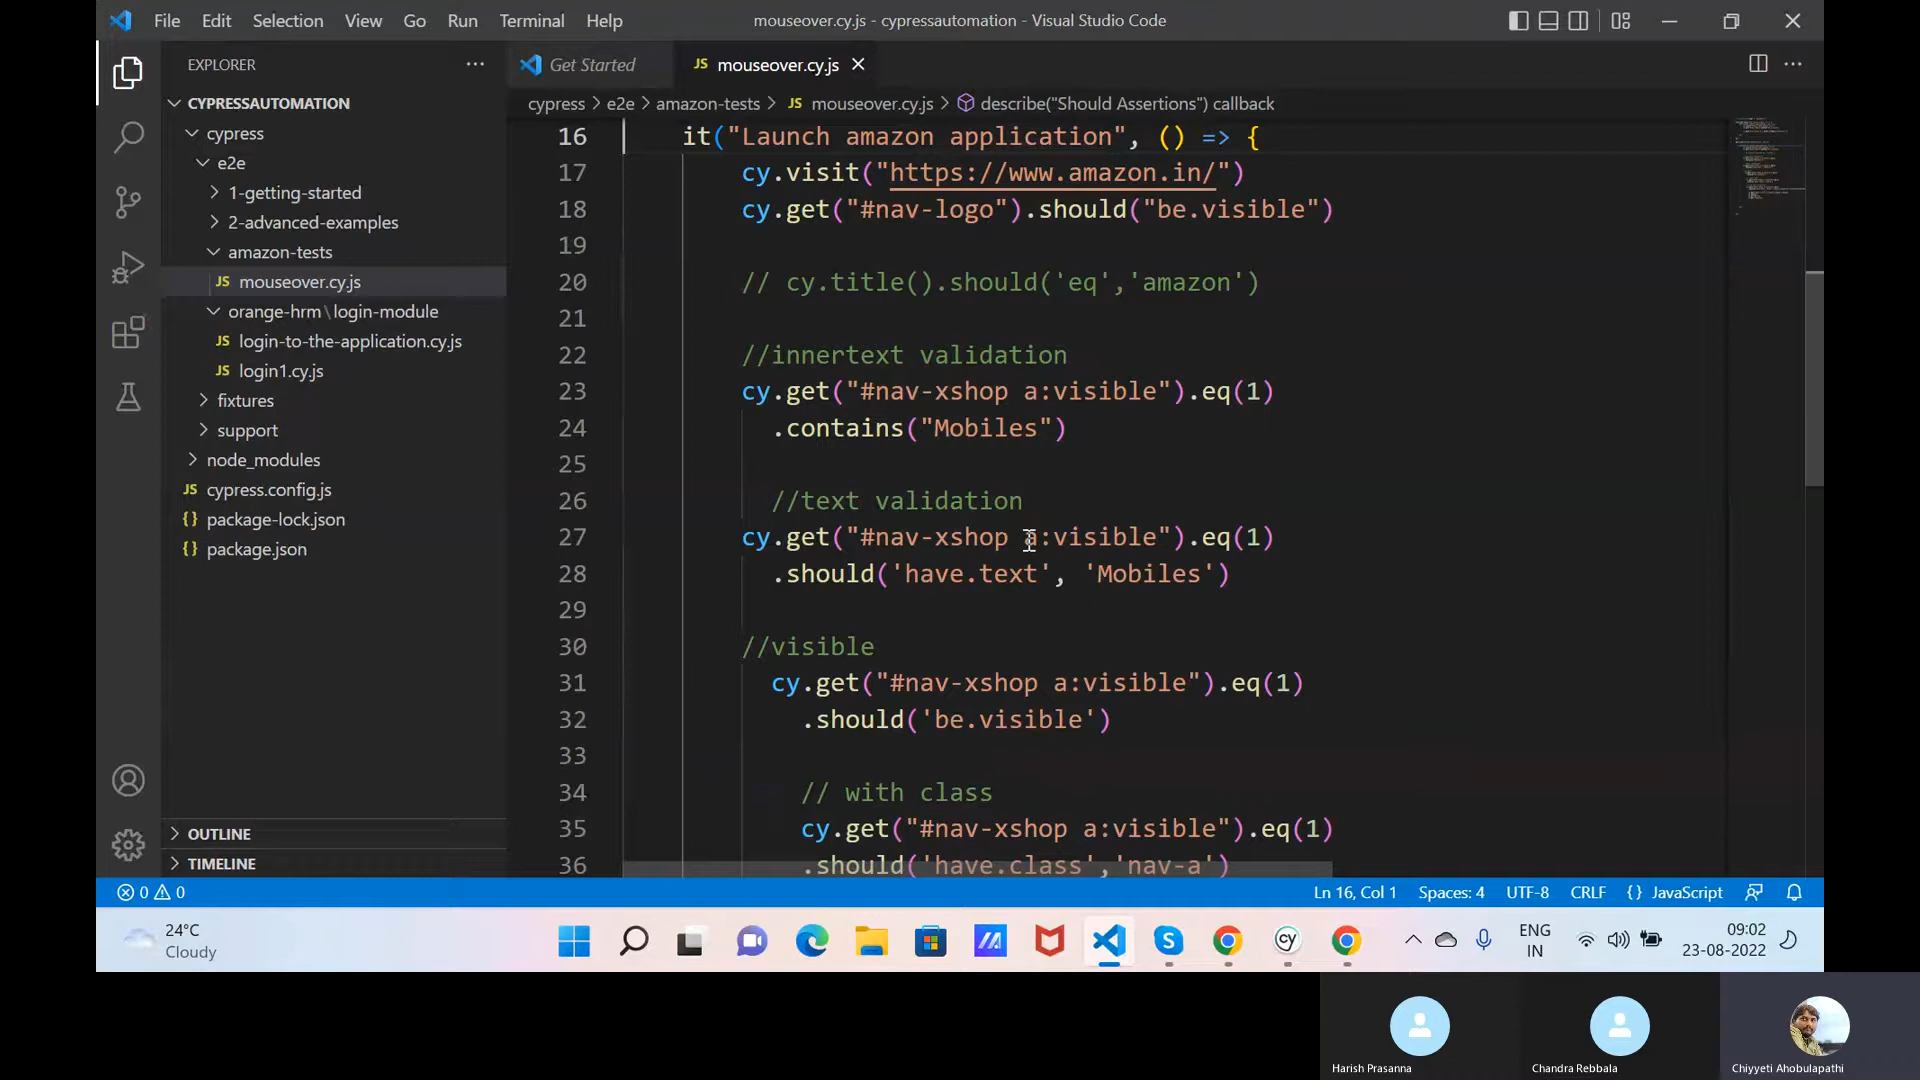 File Edit Selection View Go Run Terminal Help
mouseover.cy.js - cypressautomation - Visual Studio Code
EXPLORER
CYPRESSAUTOMATION
cypress
e2e
1-getting-started
2-advanced-examples
amazon-tests
JS mouseover.cy.js
orange-hrm\login-module
JS login-to-the-application.cy.js
JS login1.cy.js
fixtures
support
node_modules
JS cypress.config.js
{} package-lock.json
{} package.json
OUTLINE
TIMELINE
Get Started
JS mouseover.cy.js
cypress > e2e > amazon-tests > JS mouseover.cy.js > describe("Should Assertions") callback
16 it("Launch amazon application", () => {
17 cy.visit("https://www.amazon.in/")
18 cy.get("#nav-logo").should("be.visible")
19
20 // cy.title().should('eq','amazon')
21
22 //innertext validation
23 cy.get("#nav-xshop a:visible").eq(1)
24 .contains("Mobiles")
25
26 //text validation
27 cy.get("#nav-xshop a:visible").eq(1)
28 .should('have.text', 'Mobiles')
29
30 //visible
31 cy.get("#nav-xshop a:visible").eq(1)
32 .should('be.visible')
33
34 // with class
35 cy.get("#nav-xshop a:visible").eq(1)
36 .should('have.class','nav-a')
0 0
Ln 16, Col 1 Spaces: 4 UTF-8 CRLF {} JavaScript
24°C
Cloudy
cy
ENG
IN
09:02
23-08-2022
Harish Prasanna
Chandra Rebbala
Chiyyeti Ahobulapathi